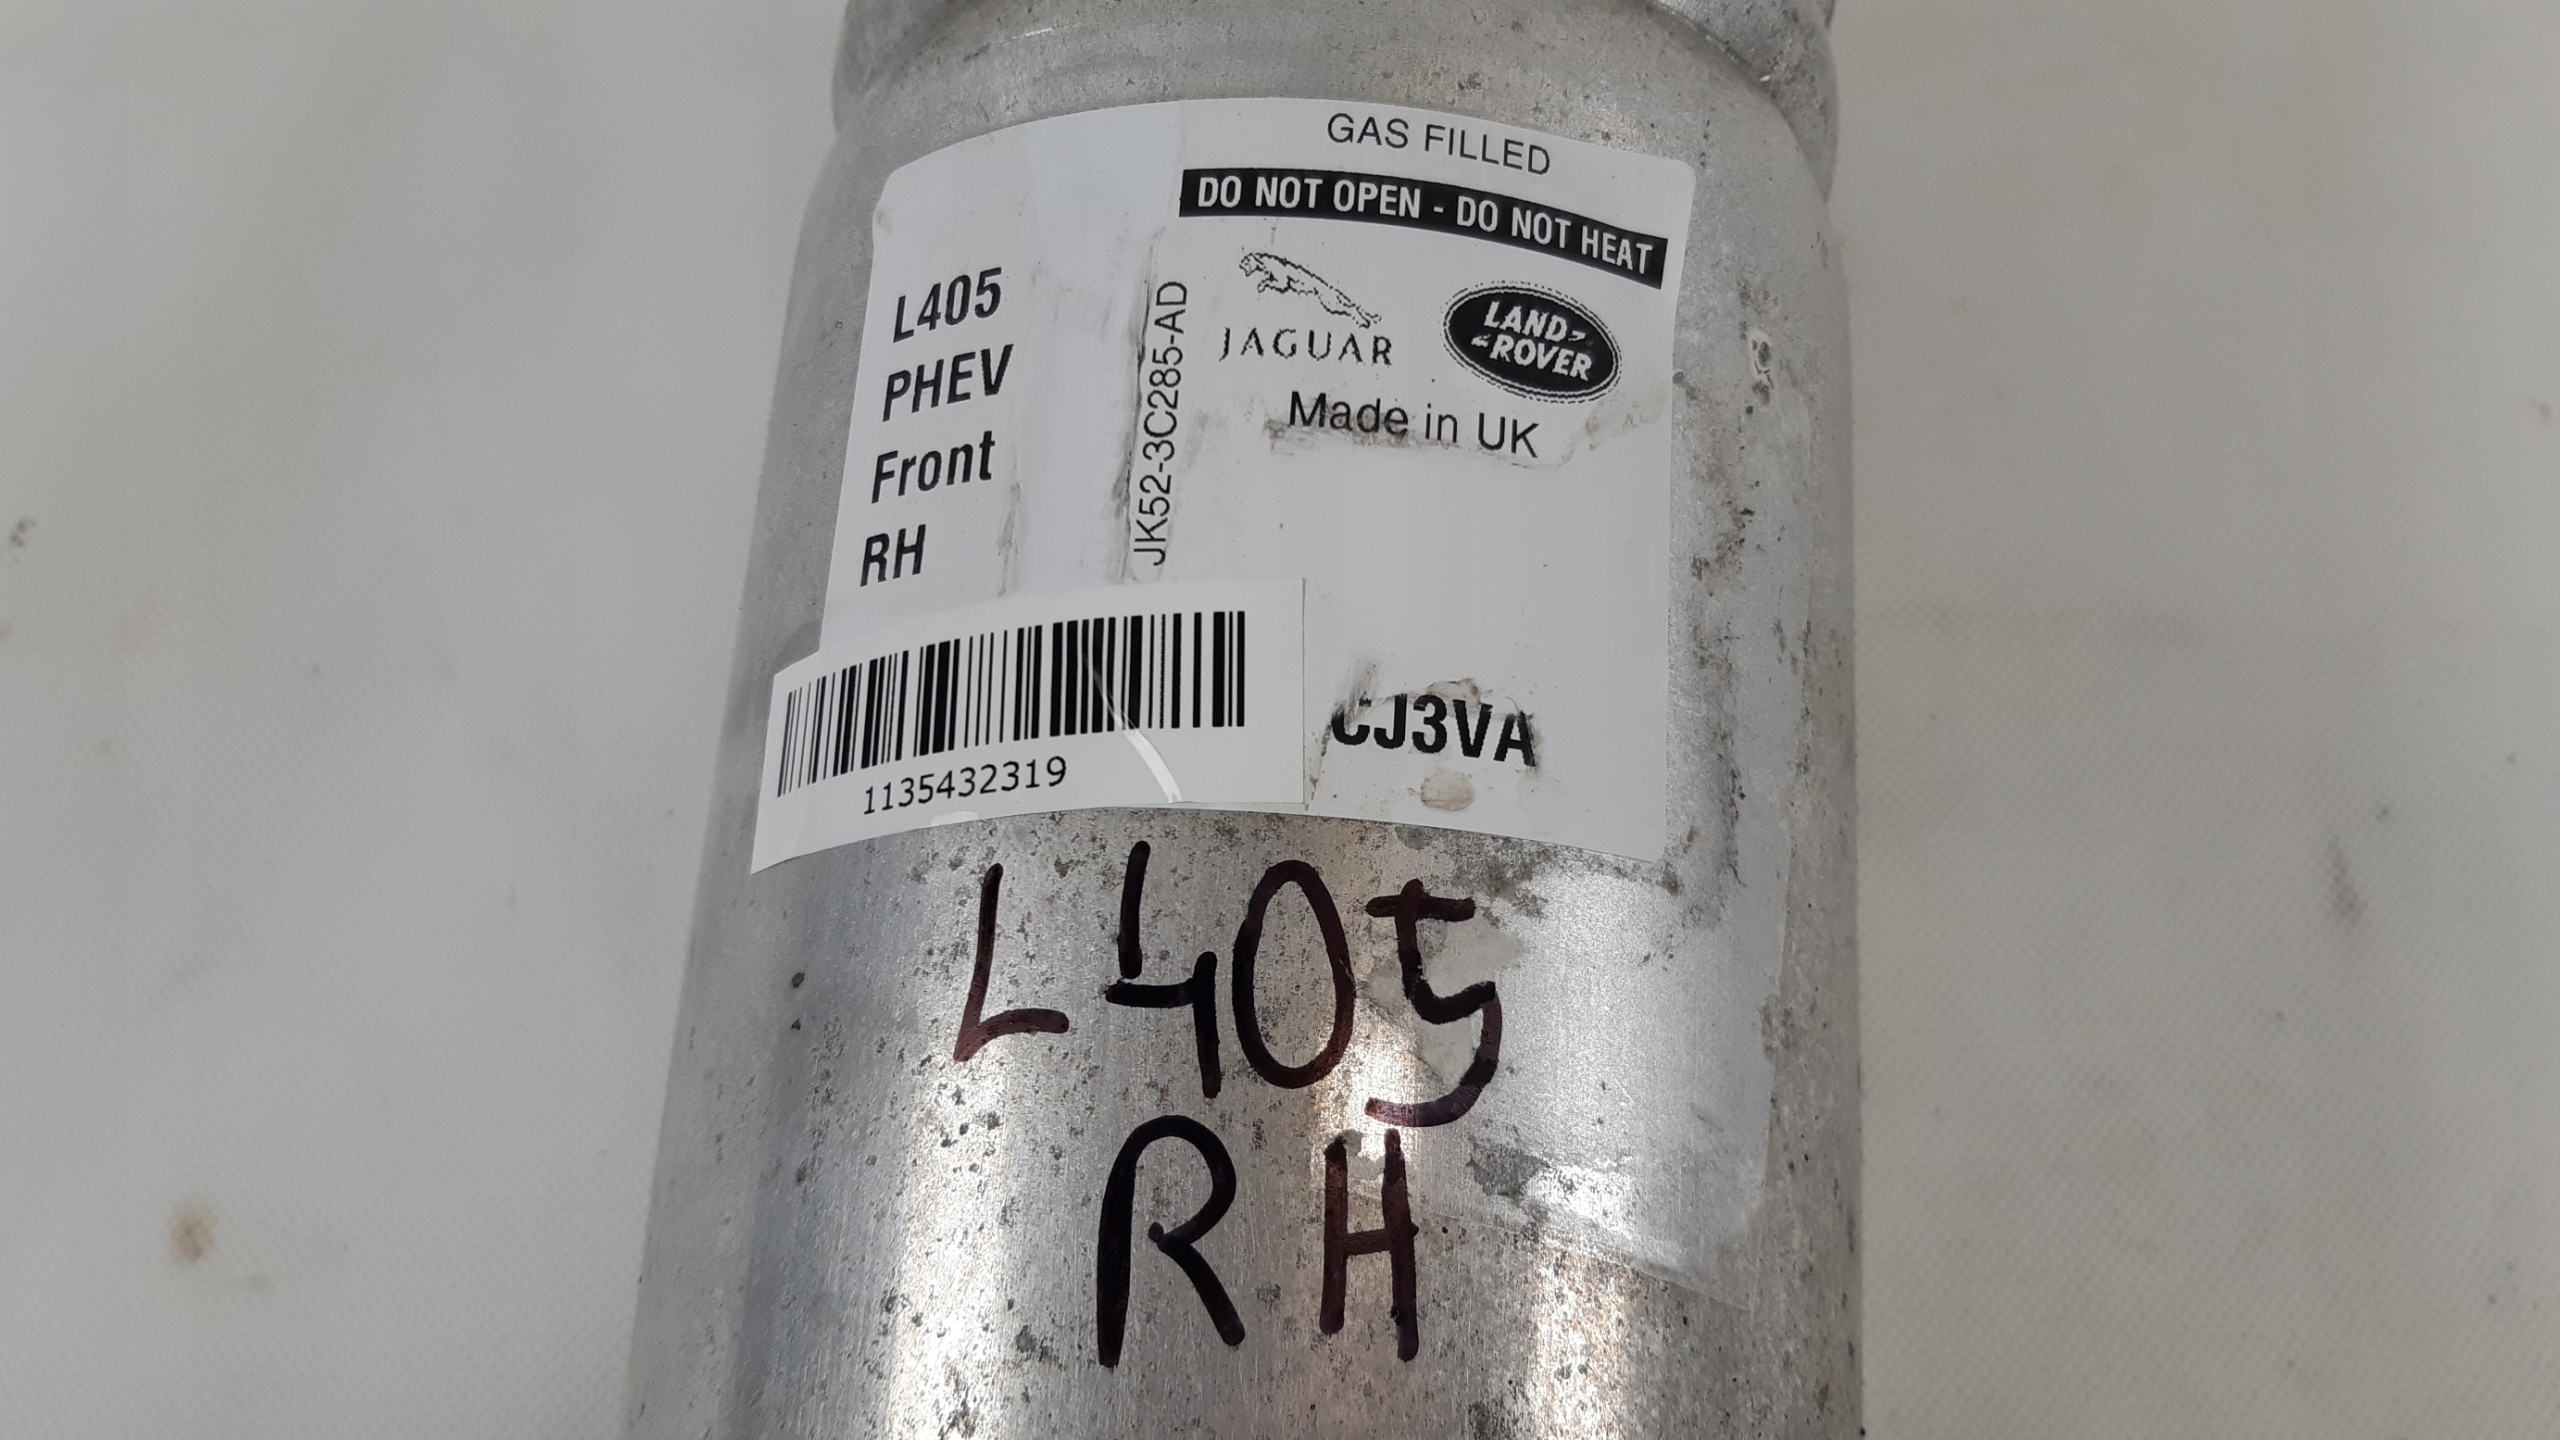 GAS FILLED
DO NOT OPEN - DO NOT HEAT
L405
PHEV
Front
RH
JK52-3C285-AD
JAGUAR
LAND
ROVER
Made in UK
CJ3VA
1135432319
L405
RH